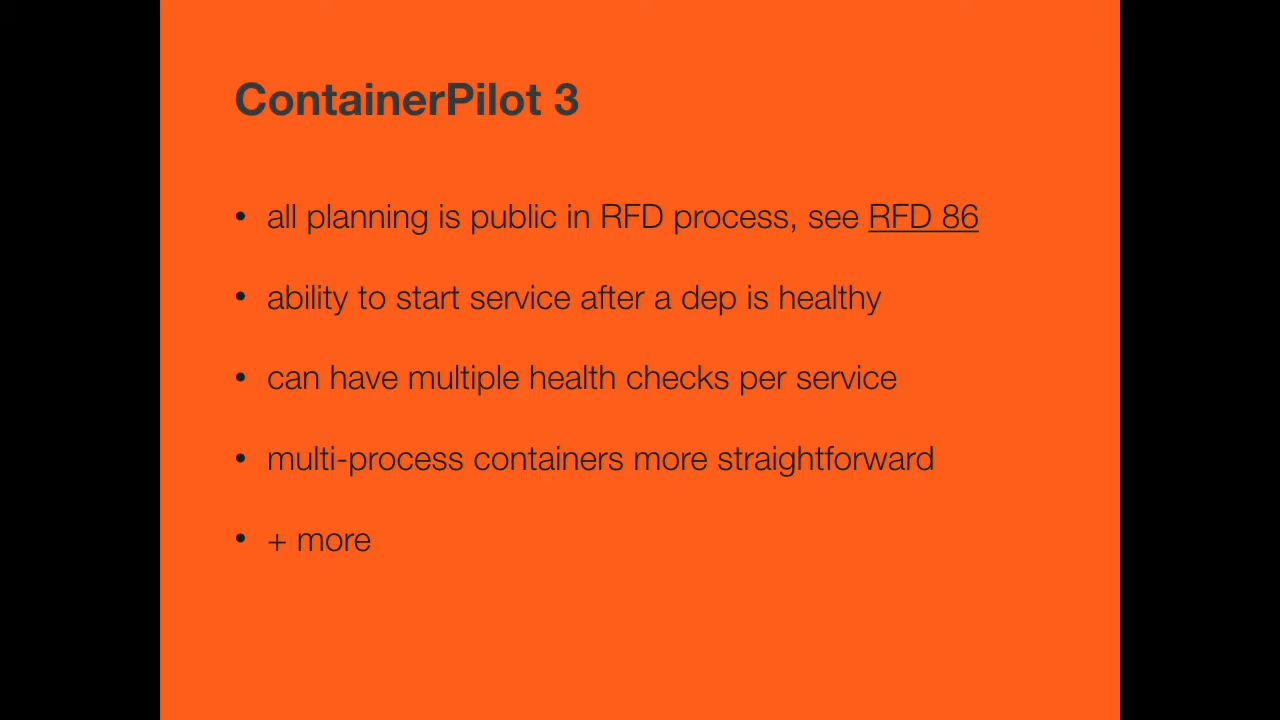 ContainerPilot 3
• all planning is public in RFD process, see RFD 86
• ability to start service after a dep is healthy
• can have multiple health checks per service
• multi-process containers more straightforward
• + more